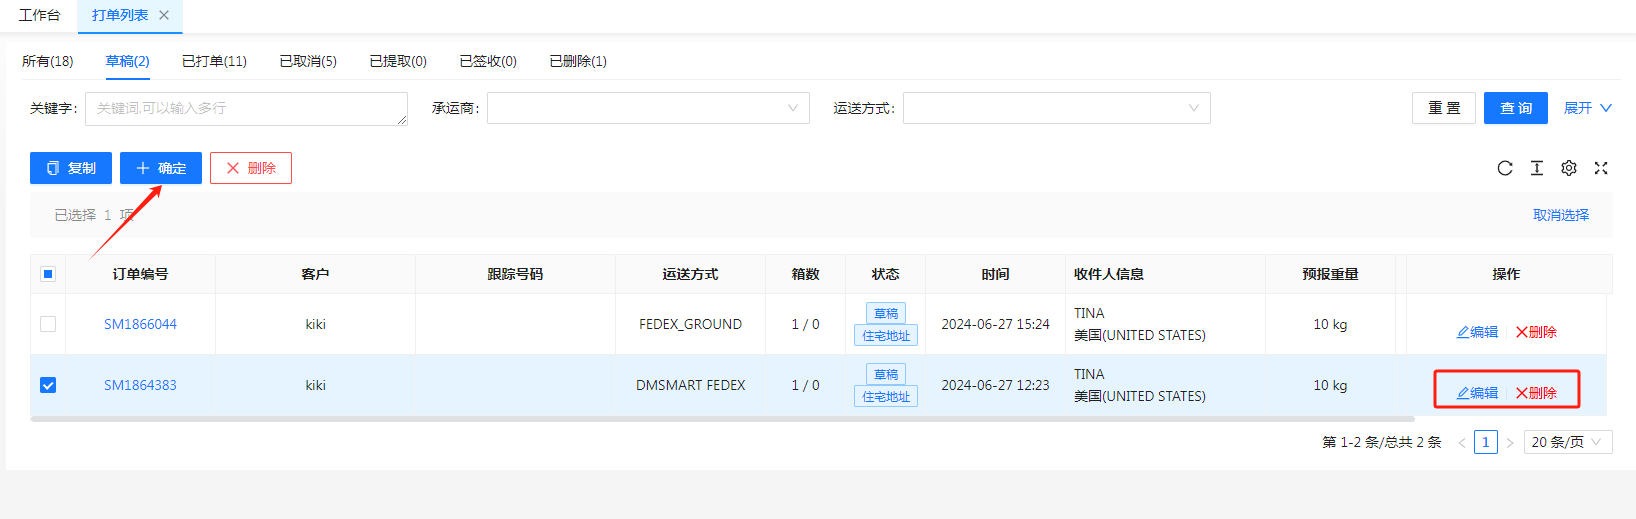 工作台 打单列表
所有(18) 草稿(2) 已打单(11) 已取消(5) 已提取(0) 已签收(0) 已删除(1)
关键字: 关键词,可以输入多行 承运商: 运送方式: 重 置 查 询 展开
复制 确定 删除
已选择 1 项 取消选择
订单编号 客户 跟踪号码 运送方式 箱数 状态 时间 收件人信息 预报重量 操作
SM1866044 kiki FEDEX_GROUND 1 / 0 草稿 住宅地址 2024-06-27 15:24 TINA 美国(UNITED STATES) 10 kg 编辑 删除
SM1864383 kiki DMSMART FEDEX 1 / 0 草稿 住宅地址 2024-06-27 12:23 TINA 美国(UNITED STATES) 10 kg 编辑 删除
第 1-2 条/总共 2 条 < 1 > 20 条/页